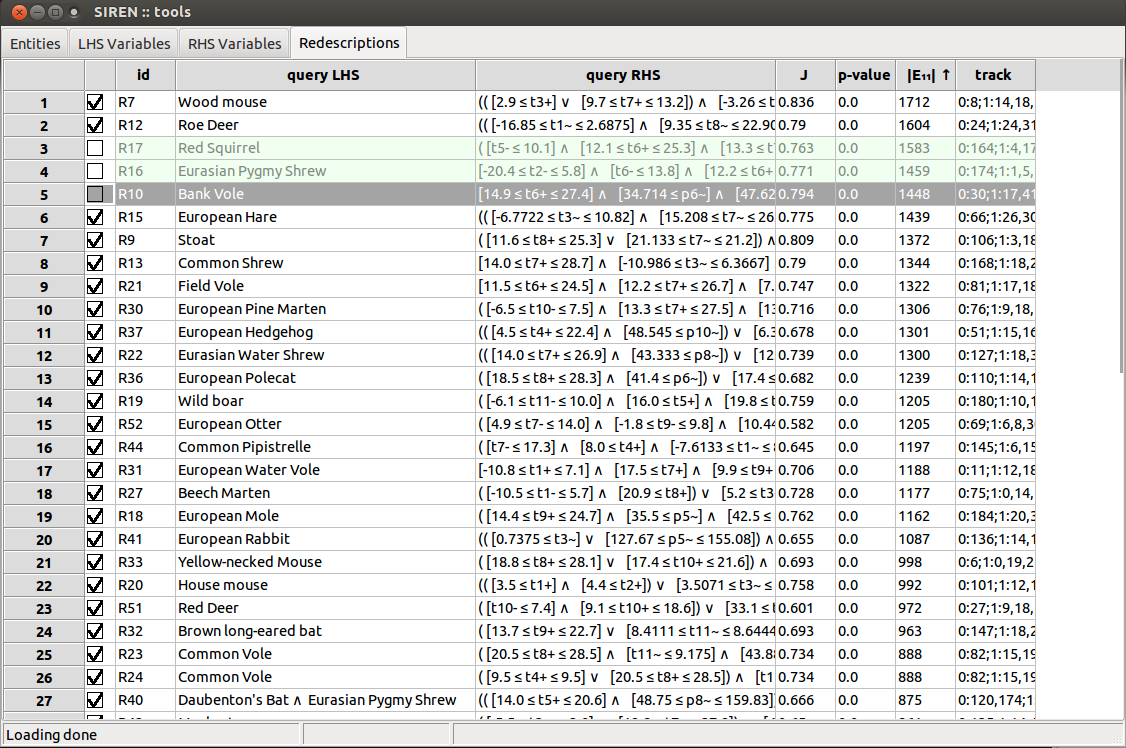 SIREN :: tools
Entities LHS Variables RHS Variables Redescriptions
id query LHS query RHS J p-value |E₁₁| ↑ track
1 R7 Wood mouse (( [2.9 ≤ t3+] ∨ [9.7 ≤ t7+ ≤ 13.2]) ∧ [-3.26 ≤ t 0.836 0.0 1712 0:8;1:14,18,
2 R12 Roe Deer (( [-16.85 ≤ t1~ ≤ 2.6875] ∧ [9.35 ≤ t8~ ≤ 22.90 0.79 0.0 1604 0:24;1:24,31
3 R17 Red Squirrel ( [t5- ≤ 10.1] ∧ [12.1 ≤ t6+ ≤ 25.3] ∧ [13.3 ≤ t 0.763 0.0 1583 0:164;1:4,17
4 R16 Eurasian Pygmy Shrew [-20.4 ≤ t2- ≤ 5.8] ∧ [t6- ≤ 13.8] ∧ [12.2 ≤ t6+ 0.771 0.0 1459 0:174;1:1,5,
5 R10 Bank Vole [14.9 ≤ t6+ ≤ 27.4] ∧ [34.714 ≤ p6~] ∧ [47.62 0.794 0.0 1448 0:30;1:17,41
6 R15 European Hare (( [-6.7722 ≤ t3~ ≤ 10.82] ∧ [15.208 ≤ t7~ ≤ 26 0.775 0.0 1439 0:66;1:26,30
7 R9 Stoat ( [11.6 ≤ t8+ ≤ 25.3] ∨ [21.133 ≤ t7~ ≤ 21.2]) ∧ 0.809 0.0 1372 0:106;1:3,18
8 R13 Common Shrew [14.0 ≤ t7+ ≤ 28.7] ∧ [-10.986 ≤ t3~ ≤ 6.3667] 0.79 0.0 1344 0:168;1:18,2
9 R21 Field Vole [11.5 ≤ t6+ ≤ 24.5] ∧ [12.2 ≤ t7+ ≤ 26.7] ∧ [7. 0.747 0.0 1322 0:81;1:17,18
10 R30 European Pine Marten ( [-6.5 ≤ t10- ≤ 7.5] ∧ [13.3 ≤ t7+ ≤ 27.5] ∧ [13 0.716 0.0 1306 0:76;1:9,18,
11 R37 European Hedgehog (( [4.5 ≤ t4+ ≤ 22.4] ∧ [48.545 ≤ p10~]) ∨ [6.3 0.678 0.0 1301 0:51;1:15,16
12 R22 Eurasian Water Shrew (( [14.0 ≤ t7+ ≤ 26.9] ∧ [43.333 ≤ p8~]) ∨ [12 0.739 0.0 1300 0:127;1:18,3
13 R36 European Polecat ( [18.5 ≤ t8+ ≤ 28.3] ∧ [41.4 ≤ p6~]) ∨ [17.4 ≤ 0.682 0.0 1239 0:110;1:14,1
14 R19 Wild boar ( [-6.1 ≤ t11- ≤ 10.0] ∧ [16.0 ≤ t5+] ∧ [19.8 ≤ t 0.759 0.0 1205 0:180;1:10,1
15 R52 European Otter ( [4.9 ≤ t7- ≤ 14.0] ∧ [-1.8 ≤ t9- ≤ 9.8] ∧ [10.44 0.582 0.0 1205 0:69;1:6,8,3
16 R44 Common Pipistrelle ( [t7- ≤ 17.3] ∧ [8.0 ≤ t4+] ∧ [-7.6133 ≤ t1~ ≤ 0.645 0.0 1197 0:145;1:6,15
17 R31 European Water Vole [-10.8 ≤ t1+ ≤ 7.1] ∧ [17.5 ≤ t7+] ∧ [9.9 ≤ t9+ 0.706 0.0 1188 0:11;1:12,18
18 R27 Beech Marten ( [-10.5 ≤ t1- ≤ 5.7] ∧ [20.9 ≤ t8+]) ∨ [5.2 ≤ t3 0.728 0.0 1177 0:75;1:0,14,
19 R18 European Mole ( [14.4 ≤ t9+ ≤ 24.7] ∧ [35.5 ≤ p5~] ∧ [42.5 ≤ 0.762 0.0 1162 0:184;1:20,3
20 R41 European Rabbit (( [0.7375 ≤ t3~] ∨ [127.67 ≤ p5~ ≤ 155.08]) ∧ 0.655 0.0 1087 0:136;1:14,1
21 R33 Yellow-necked Mouse ( [18.8 ≤ t8+ ≤ 28.1] ∨ [17.4 ≤ t10+ ≤ 21.6]) ∧ 0.693 0.0 998 0:6;1:0,19,2
22 R20 House mouse (( [3.5 ≤ t1+] ∧ [4.4 ≤ t2+]) ∨ [3.5071 ≤ t3~ ≤ 0.758 0.0 992 0:101;1:12,1
23 R51 Red Deer ( [t10- ≤ 7.4] ∧ [9.1 ≤ t10+ ≤ 18.6]) ∨ [33.1 ≤ 0.601 0.0 972 0:27;1:9,18,
24 R32 Brown long-eared bat ( [13.7 ≤ t9+ ≤ 22.7] ∨ [8.4111 ≤ t11~ ≤ 8.6444 0.693 0.0 963 0:147;1:18,2
25 R23 Common Vole ( [20.5 ≤ t8+ ≤ 28.5] ∧ [t11~ ≤ 9.175] ∧ [43.88 0.734 0.0 888 0:82;1:15,19
26 R24 Common Vole ( [9.5 ≤ t4+ ≤ 9.5] ∨ [20.5 ≤ t8+ ≤ 28.5]) ∧ [t1 0.734 0.0 888 0:82;1:15,19
27 R40 Daubenton's Bat ∧ Eurasian Pygmy Shrew (( [14.0 ≤ t5+ ≤ 20.6] ∧ [48.75 ≤ p8~ ≤ 159.83] 0.666 0.0 875 0:120,174;1
Loading done